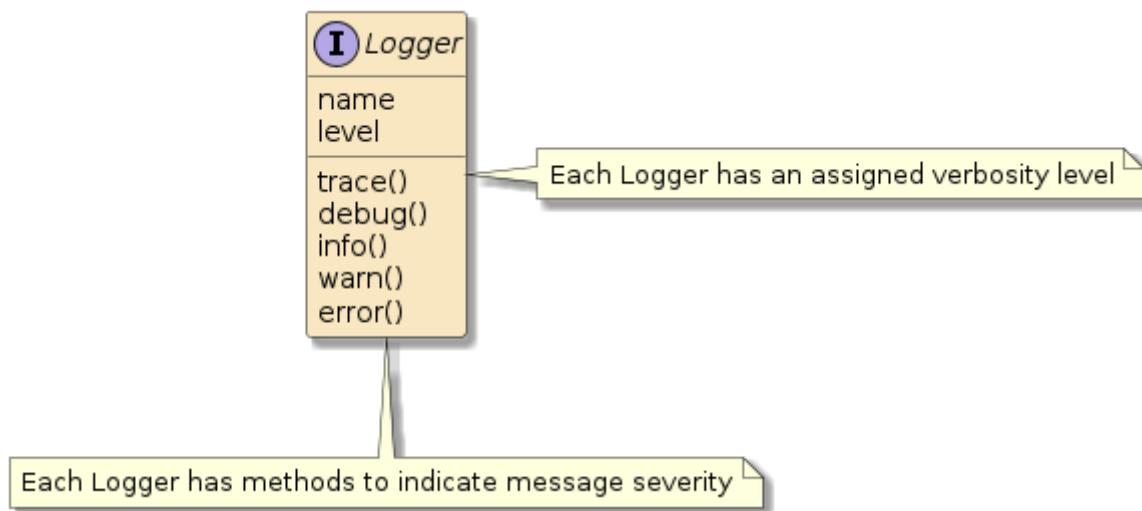 I Logger
name
level
trace()
debug()
info()
warn()
error()
Each Logger has an assigned verbosity level
Each Logger has methods to indicate message severity